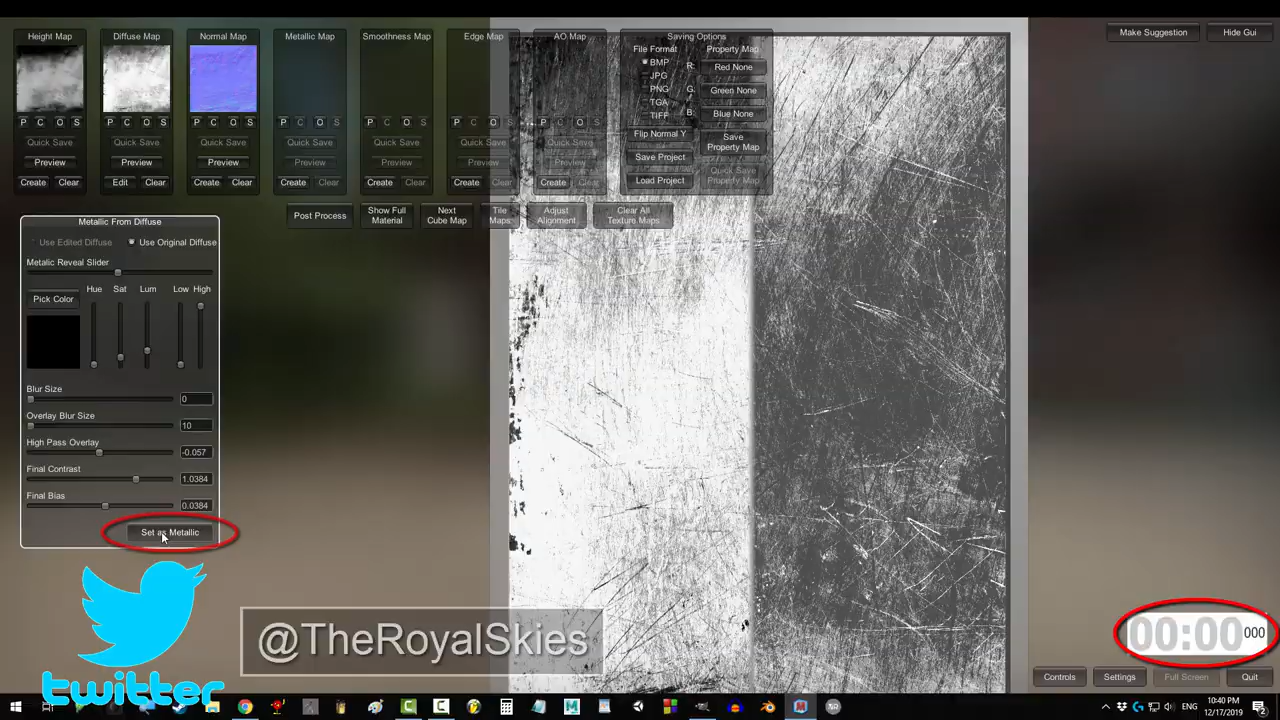 Height Map
Diffuse Map
Normal Map
Metallic Map
Smoothness Map
Edge Map
AO Map
Saving Options
File Format
Property Map
BMP
JPG
PNG
TGA
TIFF
R:
Red None
G:
Green None
B:
Blue None
P C O S
P C O S
P C O S
P C O S
P C O S
P C O S
P C O S
Quick Save
Quick Save
Quick Save
Quick Save
Quick Save
Quick Save
Quick Save
Preview
Preview
Preview
Preview
Preview
Preview
Preview
Create Clear
Edit Clear
Create Clear
Create Clear
Create Clear
Create Clear
Create Clear
Flip Normal Y
Save Project
Load Project
Save
Property Map
Quick Save
Property Map
Make Suggestion
Hide Gui
Post Process
Show Full
Material
Next
Cube Map
Tile
Maps
Adjust
Alignment
Clear All
Texture Maps
Metallic From Diffuse
Use Edited Diffuse
Use Original Diffuse
Metalic Reveal Slider
Pick Color
Hue Sat Lum Low High
Blur Size
0
Overlay Blur Size
10
High Pass Overlay
-0.057
Final Contrast
1.0384
Final Bias
0.0384
Set as Metallic
twitter
@TheRoyalSkies
00:00 000
Controls
Settings
Full Screen
Quit
ENG
10:40 PM
12/17/2019
2